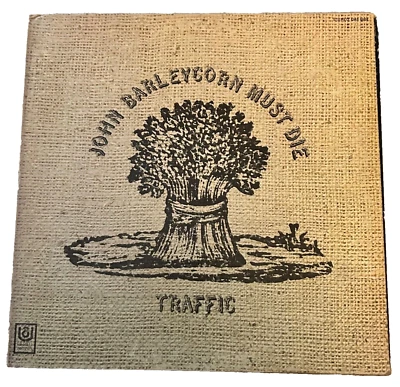 JOHN BARLEYCORN MUST DIE
TRAFFIC